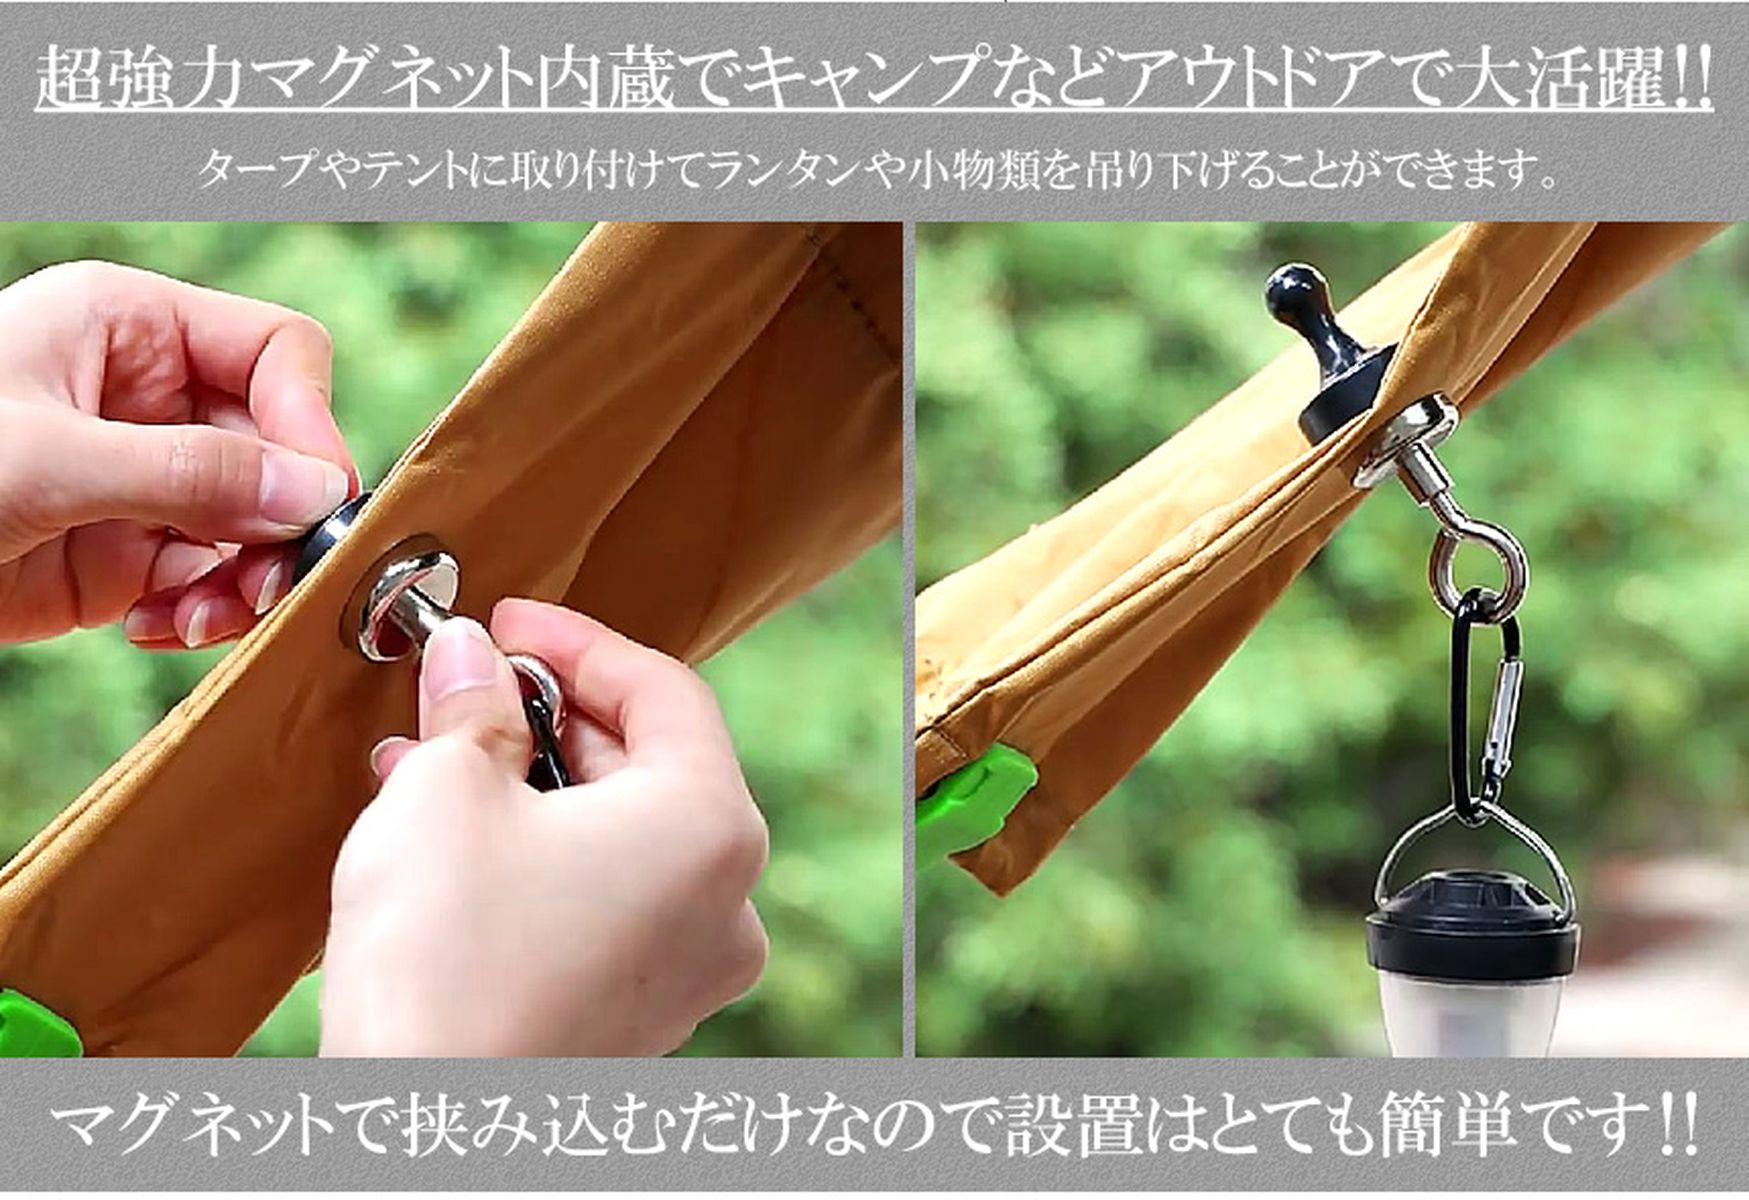 超強力マグネット内蔵でキャンプなどアウトドアで大活躍!!
タープやテントに取り付けてランタンや小物類を吊り下げることができます。
マグネットで挟み込むだけなので設置はとても簡単です!!